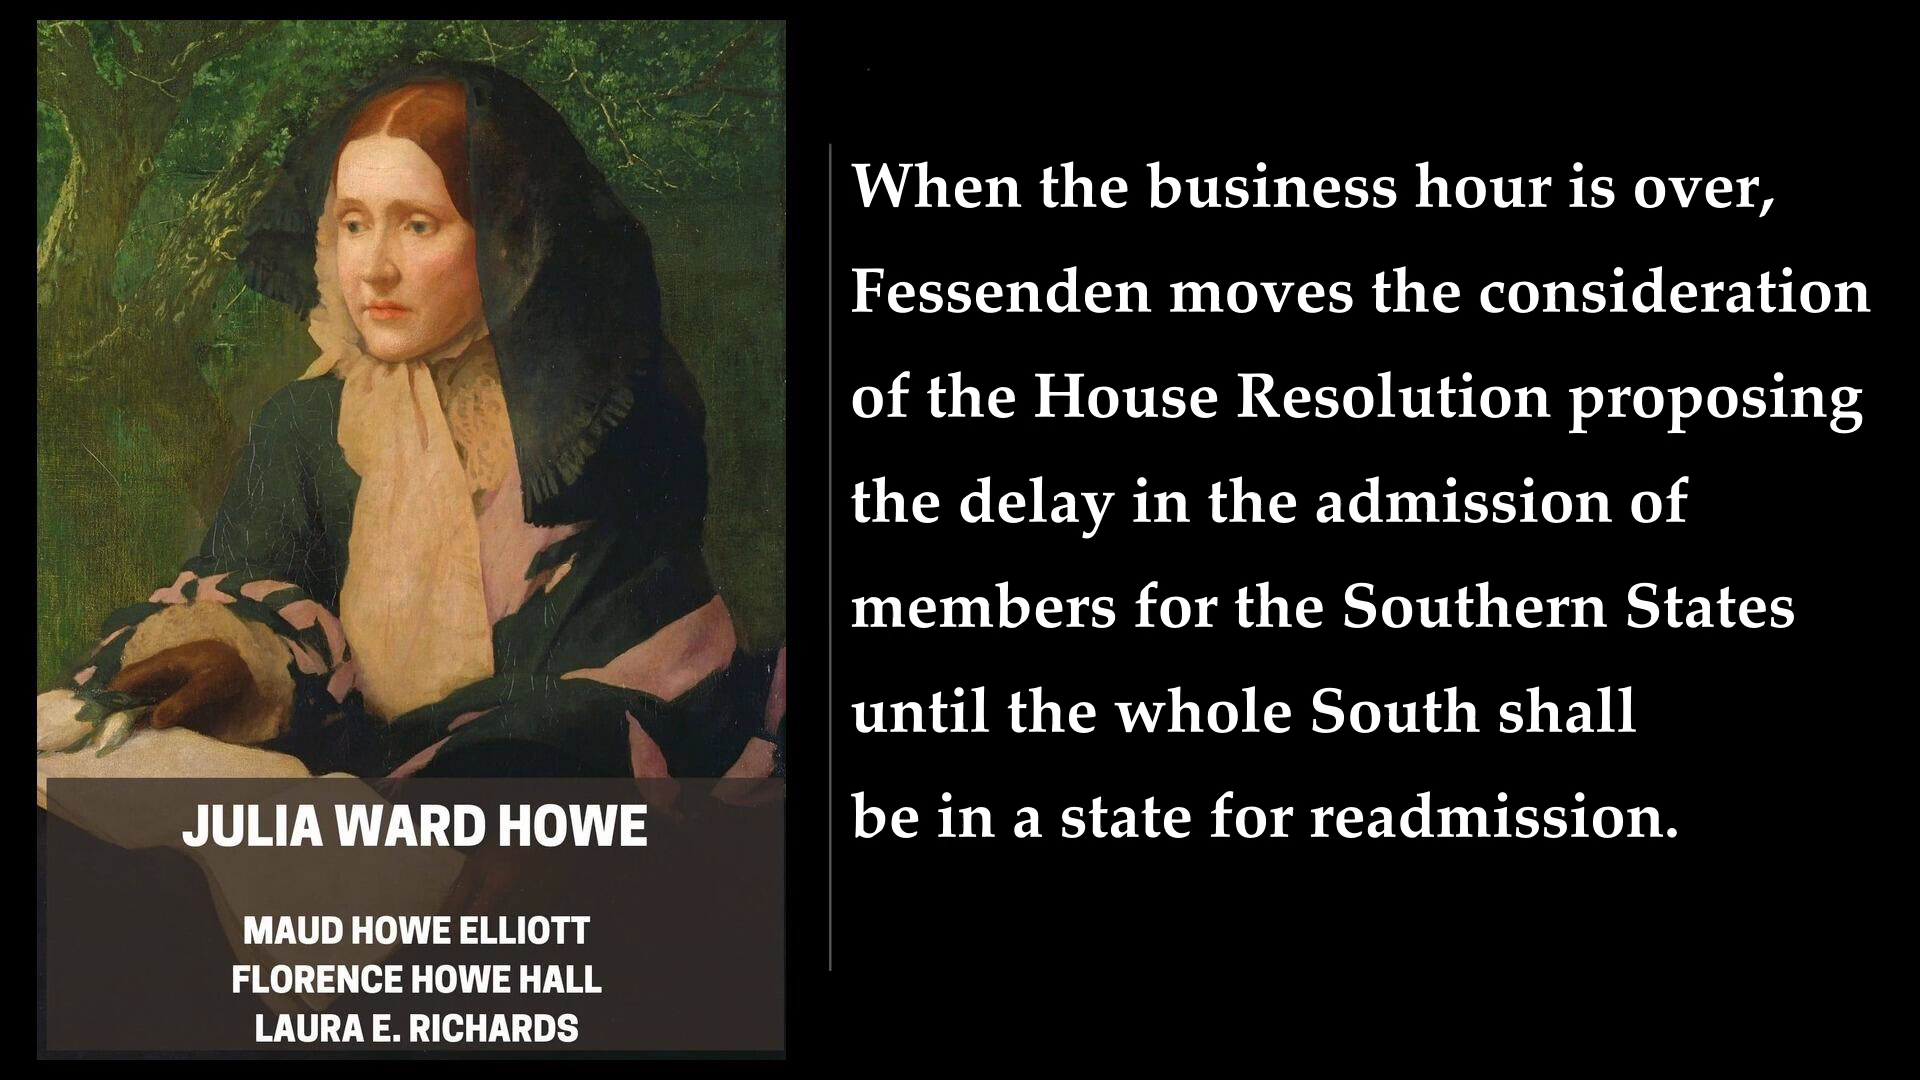 JULIA WARD HOWE
MAUD HOWE ELLIOTT
FLORENCE HOWE HALL
LAURA E. RICHARDS
When the business hour is over,
Fessenden moves the consideration
of the House Resolution proposing
the delay in the admission of
members for the Southern States
until the whole South shall
be in a state for readmission.